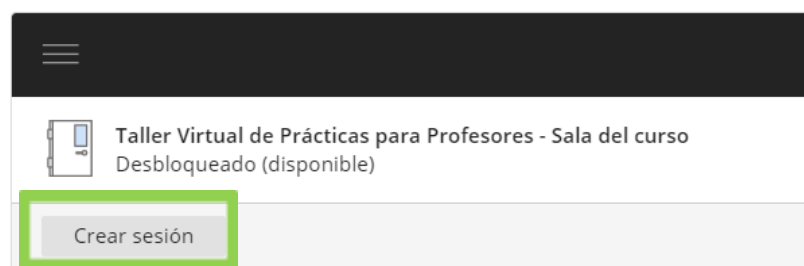 Taller Virtual de Prácticas para Profesores - Sala del curso
Desbloqueado (disponible)
Crear sesión